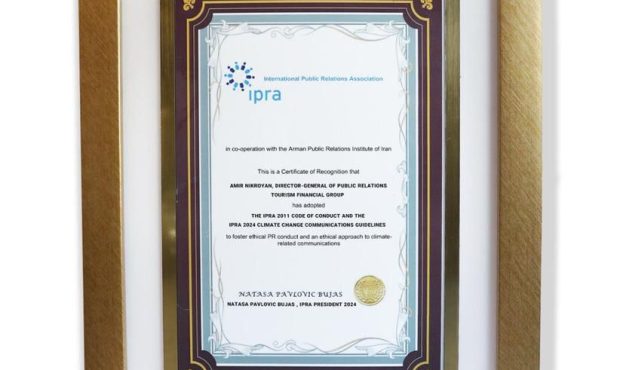 International Public Relations Association
ipra
in co-operation with the Arman Public Relations Institute of Iran
This is a Certificate of Recognition that
AMIR NIKROYAN, DIRECTOR-GENERAL OF PUBLIC RELATIONS
TOURISM FINANCIAL GROUP
has adopted
THE IPRA 2011 CODE OF CONDUCT AND THE
IPRA 2024 CLIMATE CHANGE COMMUNICATIONS GUIDELINES
to foster ethical PR conduct and an ethical approach to climate-
related communications
NATASA PAVLOVIC BUJAS
NATASA PAVLOVIC BUJAS , IPRA PRESIDENT 2024